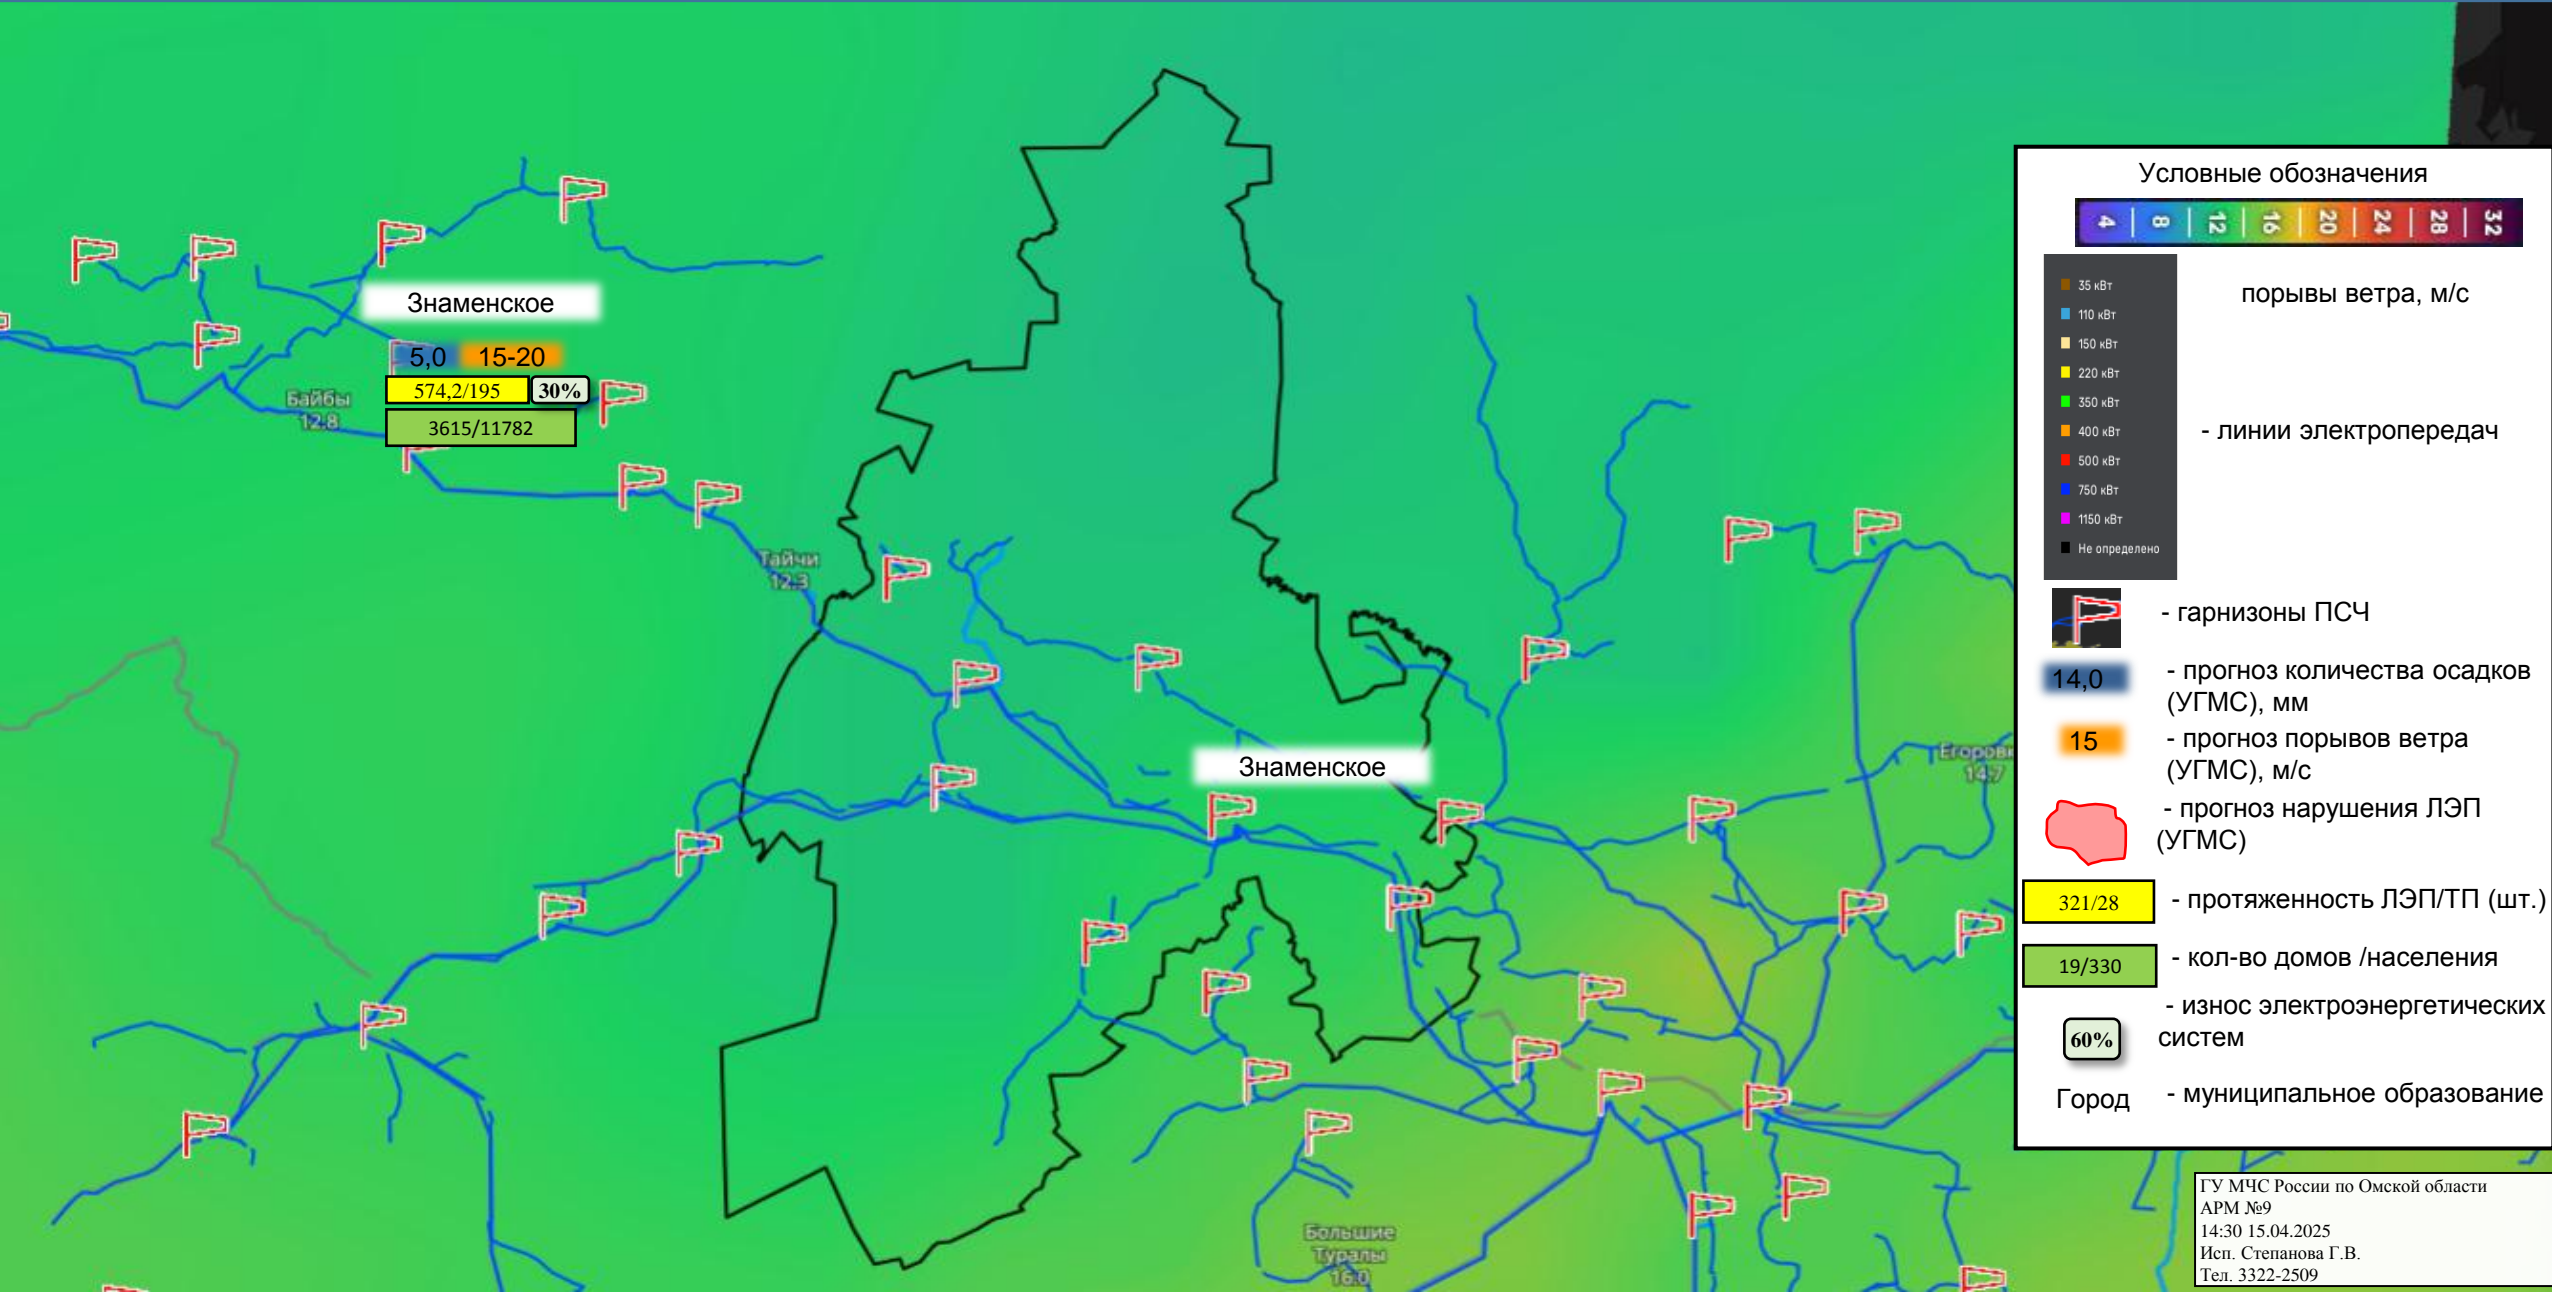 Знаменское
5,0 15-20
574,2/195 30%
3615/11782
Байбы
12.8
Тайчи
12.3
Знаменское
Большие
Туралы
16.0
14.7
Условные обозначения
4 8 12 16 20 24 28 32
порывы ветра, м/с
35 кВт
110 кВт
150 кВт
220 кВт
350 кВт
400 кВт
500 кВт
750 кВт
1150 кВт
Не определено
- линии электропередач
- гарнизоны ПСЧ
14,0 - прогноз количества осадков
(УГМС), мм
15 - прогноз порывов ветра
(УГМС), м/с
- прогноз нарушения ЛЭП
(УГМС)
321/28 - протяженность ЛЭП/ТП (шт.)
19/330 - кол-во домов /населения
60% - износ электроэнергетических
систем
Город - муниципальное образование
ГУ МЧС России по Омской области
АРМ №9
14:30 15.04.2025
Исп. Степанова Г.В.
Тел. 3322-2509